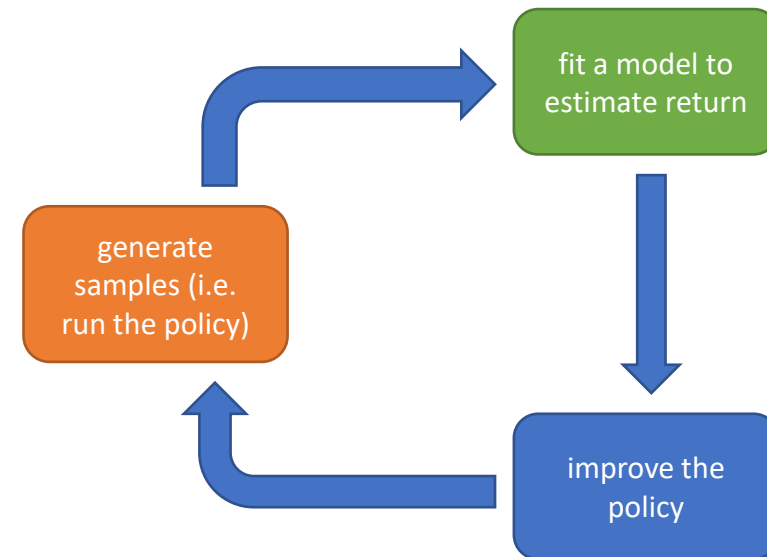 fit a model to
estimate return
generate
samples (i.e.
run the policy)
improve the
policy